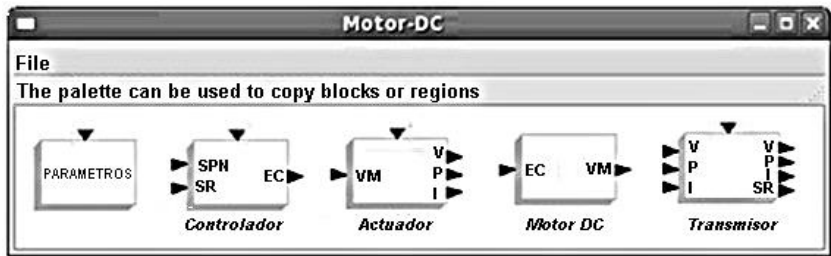 Motor-DC
File
The palette can be used to copy blocks or regions
PARAMETROS
SPN
SR
EC
Controlador
VM
V
P
I
Actuador
EC
VM
Motor DC
V
P
I
V
P
I
SR
Transmisor